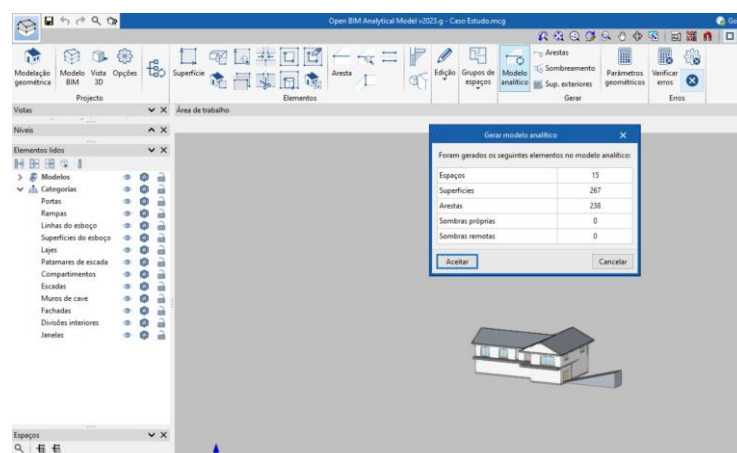 Open BIM Analytical Model v2023.g - Caso Estudo.mcg
Modelação geométrica
Modelo BIM
Vista 3D
Opções
Projecto
Superfície
Aresta
Elementos
Edição
Grupos de espaços
Modelo analítico
Arestas
Sombreamento
Sup. exteriores
Parâmetros geométricos
Gerar
Verificar erros
Erros
Vistas
Área de trabalho
Níveis
Elementos lidos
Modelos
Categorias
Portas
Rampas
Linhas do esboço
Superfícies do esboço
Lajes
Patamares de escada
Compartimentos
Escadas
Muros de cave
Fachadas
Divisões interiores
Janelas
Espaços
Gerar modelo analítico
Foram gerados os seguintes elementos no modelo analítico:
Espaços 15
Superfícies 267
Arestas 238
Sombras próprias 0
Sombras remotas 0
Aceitar Cancelar